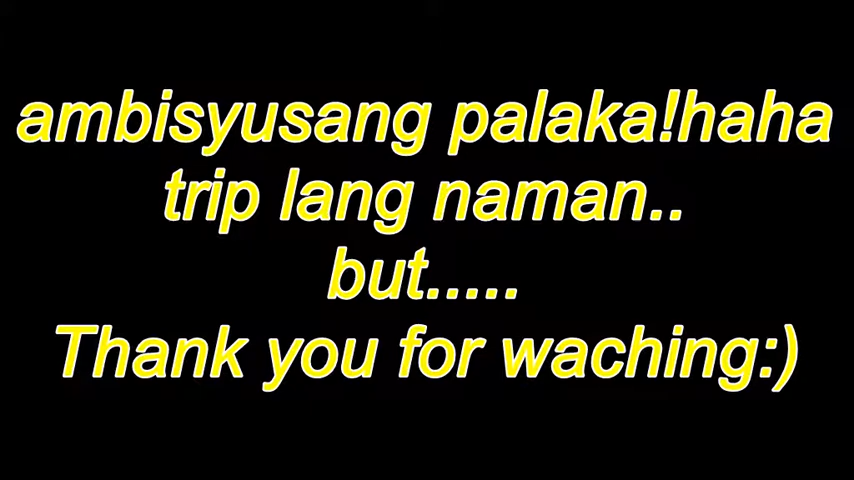 ambisyusang palaka!haha
trip lang naman..
but.....
Thank you for waching:)